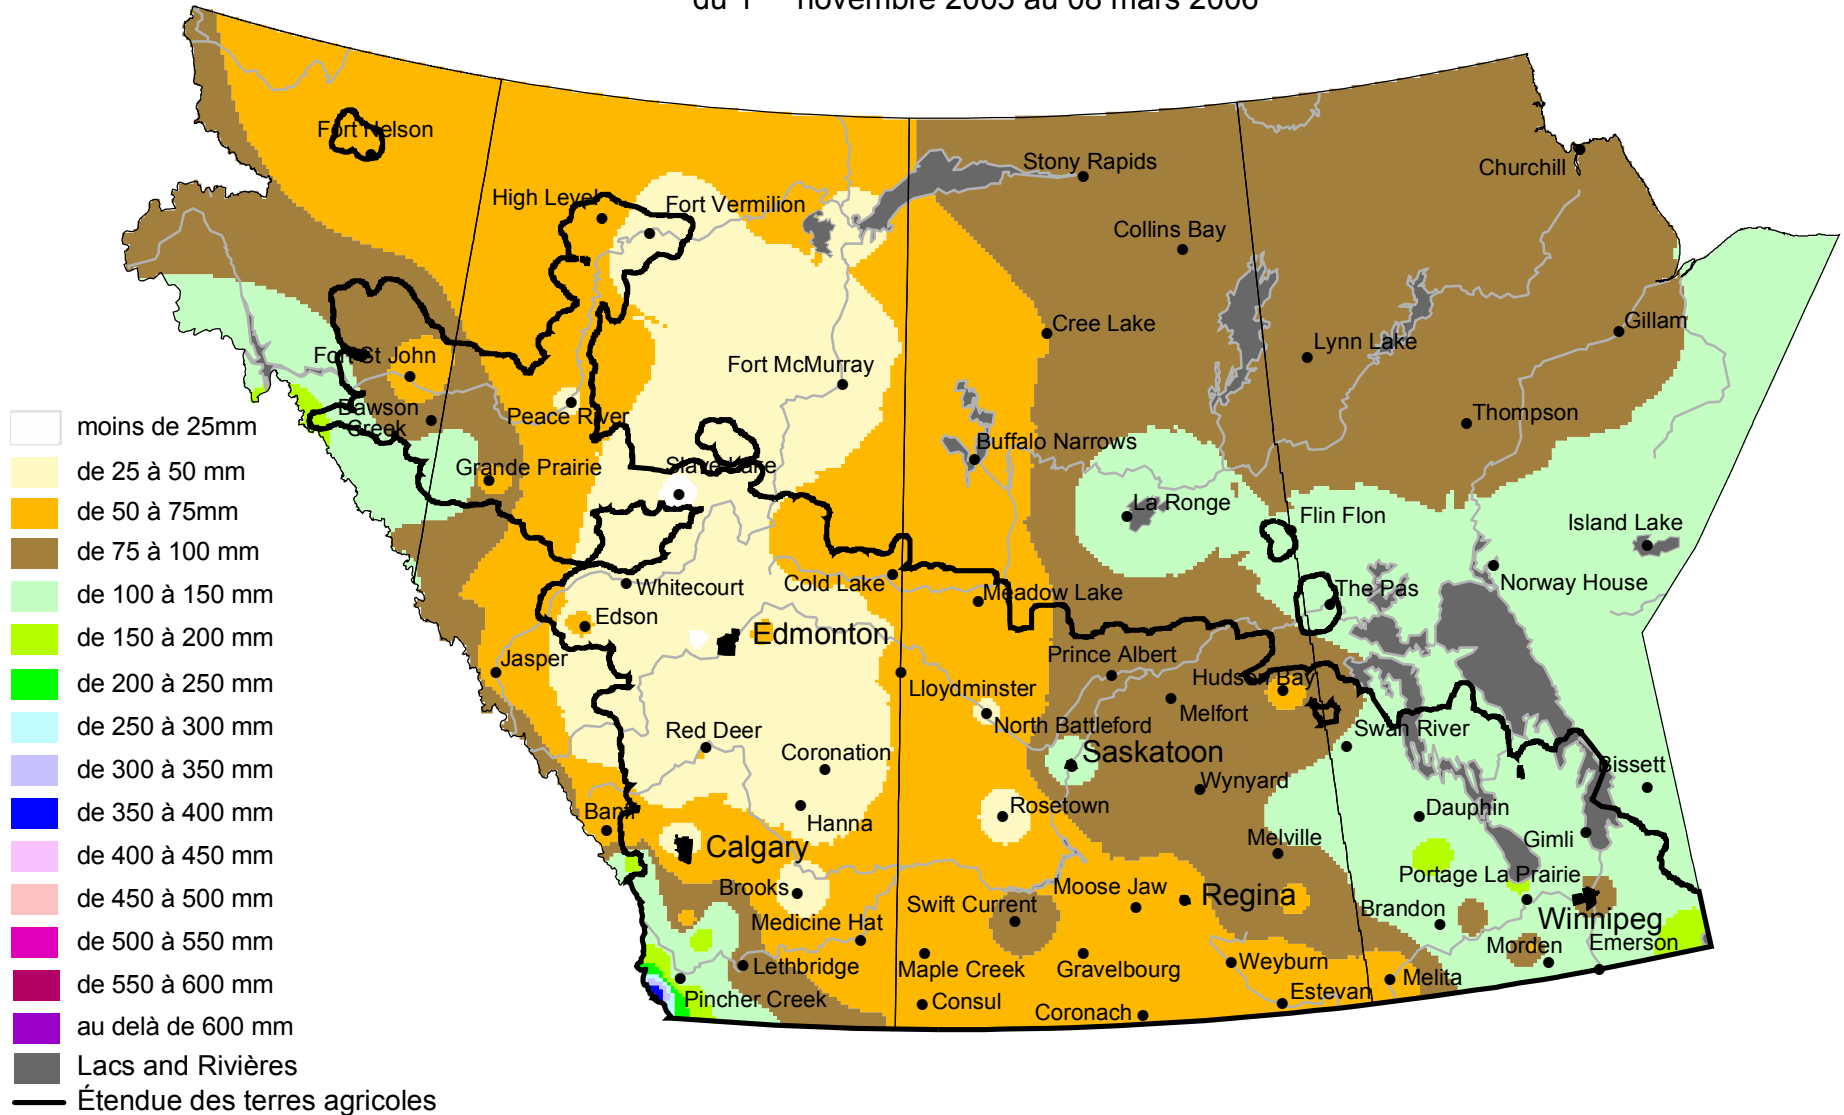 du 1 novembre 2005 au 08 mars 2006
Fort Nelson
High Level
Fort Vermilion
Stony Rapids
Churchill
Collins Bay
Fort St John
Fort McMurray
Cree Lake
Lynn Lake
Gillam
Dawson
Creek
Peace River
Grande Prairie
Slave Lake
Buffalo Narrows
Thompson
La Ronge
Flin Flon
Island Lake
Whitecourt
Cold Lake
Meadow Lake
The Pas
Norway House
Edson
Edmonton
Jasper
Lloydminster
Prince Albert
Hudson Bay
Melfort
North Battleford
Swan River
Red Deer
Coronation
Saskatoon
Wynyard
Bissett
Banff
Hanna
Rosetown
Dauphin
Gimli
Calgary
Melville
Brooks
Moose Jaw
Regina
Portage La Prairie
Medicine Hat
Swift Current
Brandon
Winnipeg
Lethbridge
Maple Creek
Gravelbourg
Weyburn
Melita
Morden
Emerson
Pincher Creek
Consul
Coronach
Estevan
moins de 25mm
de 25 à 50 mm
de 50 à 75mm
de 75 à 100 mm
de 100 à 150 mm
de 150 à 200 mm
de 200 à 250 mm
de 250 à 300 mm
de 300 à 350 mm
de 350 à 400 mm
de 400 à 450 mm
de 450 à 500 mm
de 500 à 550 mm
de 550 à 600 mm
au delà de 600 mm
Lacs and Rivières
Étendue des terres agricoles